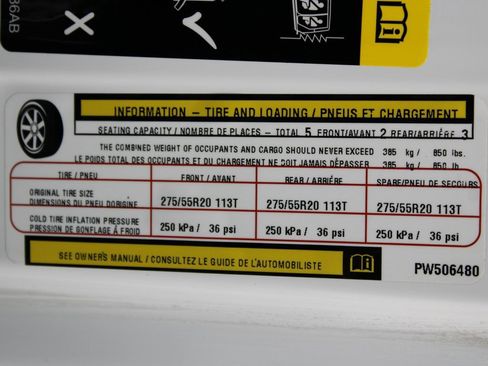 36AB
INFORMATION – TIRE AND LOADING / PNEUS ET CHARGEMENT
SEATING CAPACITY / NOMBRE DE PLACES – TOTAL 5 FRONT/AVANT 2 REAR/ARRIÈRE 3
THE COMBINED WEIGHT OF OCCUPANTS AND CARGO SHOULD NEVER EXCEED 385 kg / 850 lbs.
LE POIDS TOTAL DES OCCUPANTS ET DU CHARGEMENT NE DOIT JAMAIS DÉPASSER 385 kg / 850 lb.
TIRE / PNEU FRONT / AVANT REAR / ARRIÈRE SPARE/PNEU DE SECOURS
ORIGINAL TIRE SIZE
DIMENSIONS DU PNEU D'ORIGINE 275/55R20 113T 275/55R20 113T 275/55R20 113T
COLD TIRE INFLATION PRESSURE
PRESSION DE GONFLAGE À FROID 250 kPa / 36 psi 250 kPa / 36 psi 250 kPa / 36 psi
SEE OWNER'S MANUAL / CONSULTEZ LE GUIDE DE L'AUTOMOBILISTE
PW506480